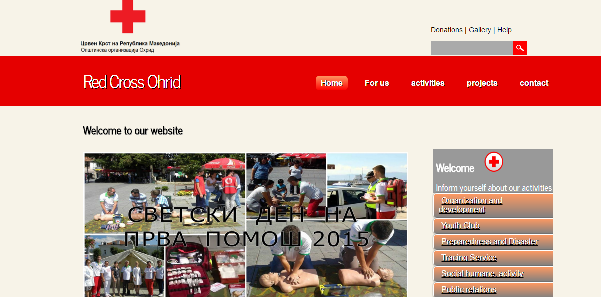 Donations | Gallery | Help
Црвен Крст на Република Македонија
Општинска организација Охрид
Red Cross Ohrid
Home For us activities projects contact
Welcome to our website
СВЕТСКИ ДЕН НА
ПРВА ПОМОШ 2015
Welcome
Inform yourself about our activities
Organization and
development
Youth Club
Preparedness and Disaster
Tracing Service
Social humane. activity
Public relations